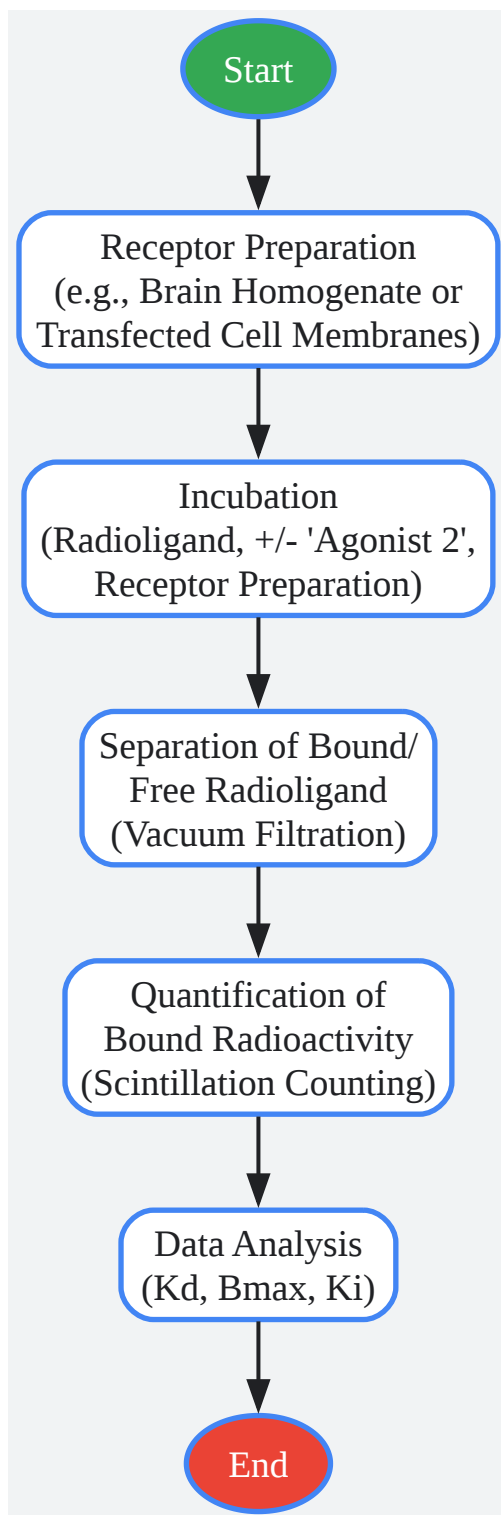 Start
Receptor Preparation
(e.g., Brain Homogenate or
Transfected Cell Membranes)
Incubation
(Radioligand, +/- 'Agonist 2',
Receptor Preparation)
Separation of Bound/
Free Radioligand
(Vacuum Filtration)
Quantification of
Bound Radioactivity
(Scintillation Counting)
Data Analysis
(Kd, Bmax, Ki)
End